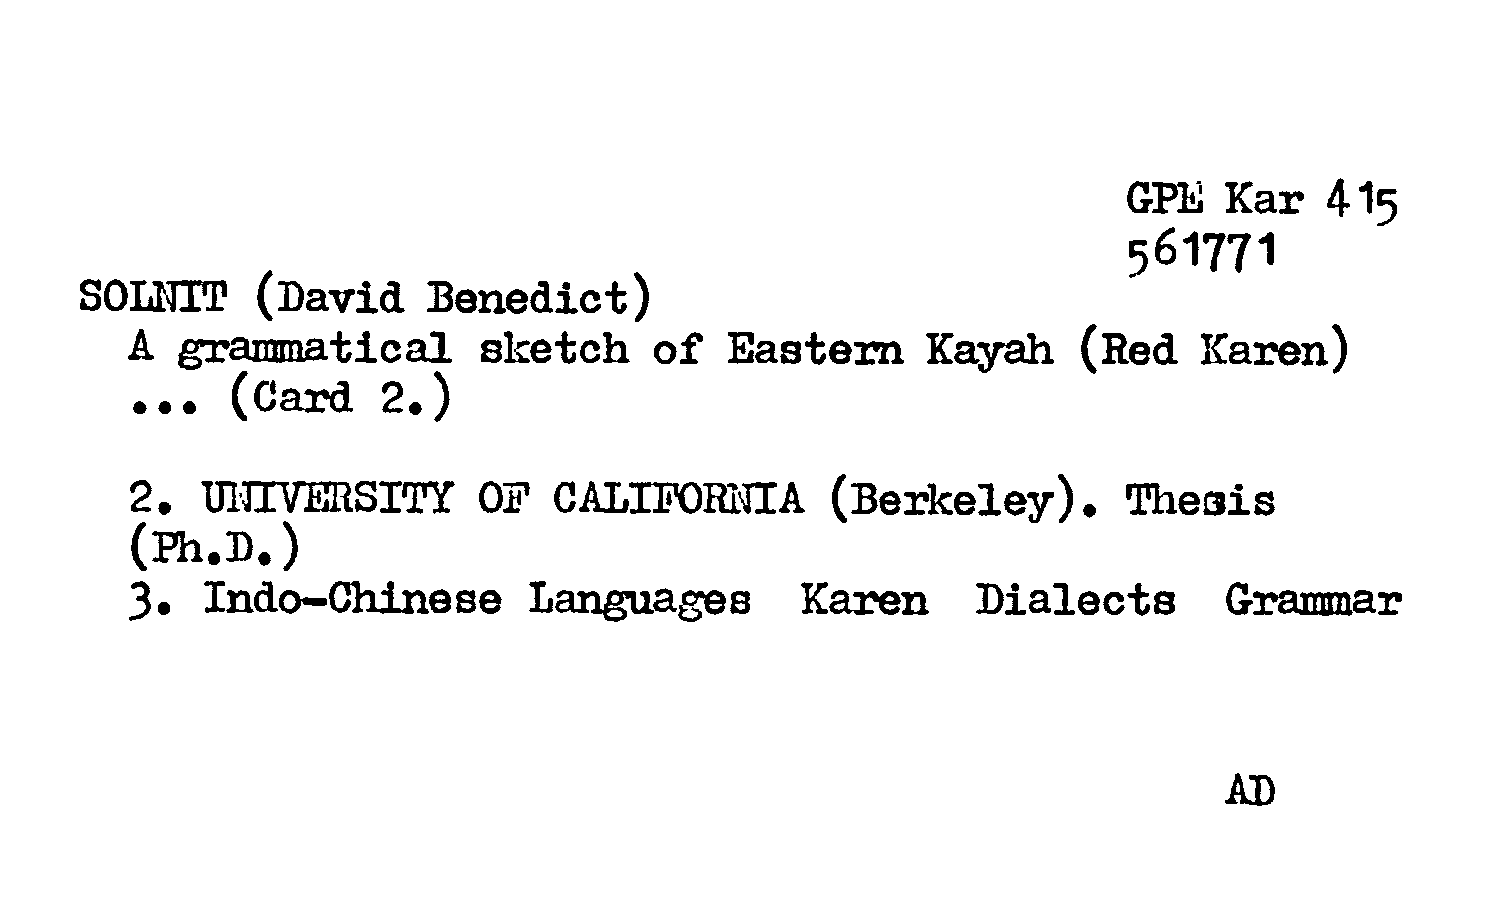 GPE Kar 415
561771
SOLNIT (David Benedict)
A grammatical sketch of Eastern Kayah (Red Karen)
... (Card 2.)
2. UNIVERSITY OF CALIFORNIA (Berkeley). Thesis
(Ph.D.)
3. Indo-Chinese Languages Karen Dialects Grammar
AD